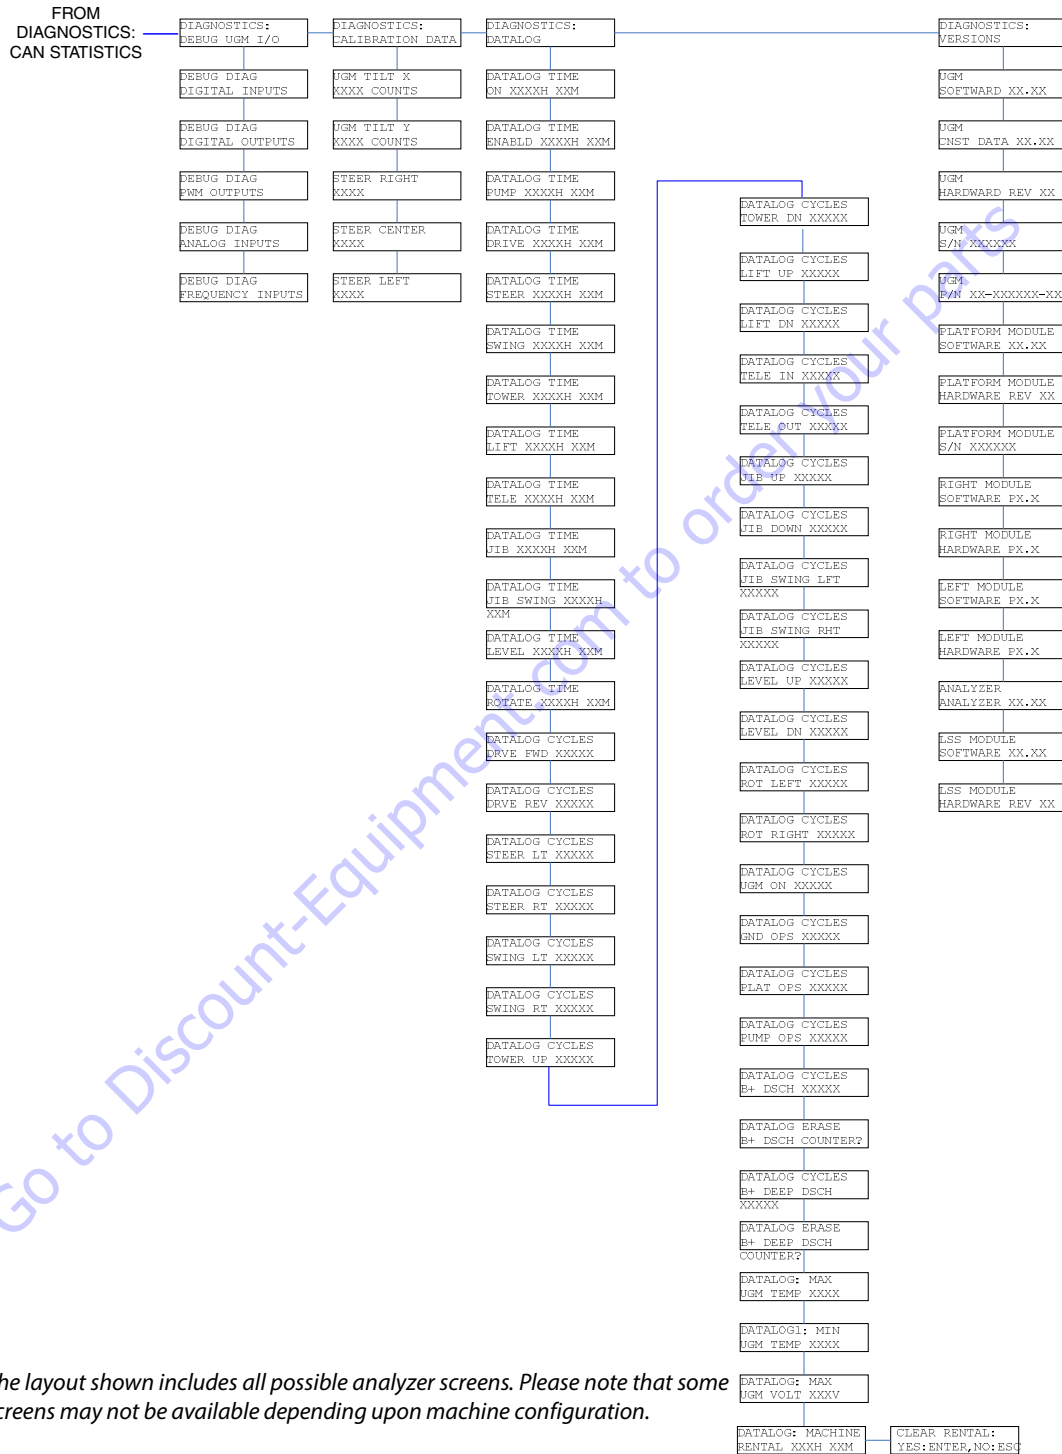 FROM
DIAGNOSTICS:
CAN STATISTICS
DIAGNOSTICS:
DEBUG UGM I/O
DEBUG DIAG
DIGITAL INPUTS
DEBUG DIAG
DIGITAL OUTPUTS
DEBUG DIAG
PWM OUTPUTS
DEBUG DIAG
ANALOG INPUTS
DEBUG DIAG
FREQUENCY INPUTS
DIAGNOSTICS:
CALIBRATION DATA
UGM TILT X
XXXX COUNTS
UGM TILT Y
XXXX COUNTS
STEER RIGHT
XXXX
STEER CENTER
XXXX
STEER LEFT
XXXX
DIAGNOSTICS:
DATALOG
DATALOG TIME
ON XXXXH XXM
DATALOG TIME
ENABLD XXXXH XXM
DATALOG TIME
PUMP XXXXH XXM
DATALOG TIME
DRIVE XXXXH XXM
DATALOG TIME
STEER XXXXH XXM
DATALOG TIME
SWING XXXXH XXM
DATALOG TIME
TOWER XXXXH XXM
DATALOG TIME
LIFT XXXXH XXM
DATALOG TIME
TELE XXXXH XXM
DATALOG TIME
JIB XXXXH XXM
DATALOG TIME
JIB SWING XXXXH
XXM
DATALOG TIME
LEVEL XXXXH XXM
DATALOG TIME
ROTATE XXXXH XXM
DATALOG CYCLES
DRVE FWD XXXXX
DATALOG CYCLES
DRVE REV XXXXX
DATALOG CYCLES
STEER LT XXXXX
DATALOG CYCLES
STEER RT XXXXX
DATALOG CYCLES
SWING LT XXXXX
DATALOG CYCLES
SWING RT XXXXX
DATALOG CYCLES
TOWER UP XXXXX
DATALOG CYCLES
TOWER DN XXXXX
DATALOG CYCLES
LIFT UP XXXXX
DATALOG CYCLES
LIFT DN XXXXX
DATALOG CYCLES
TELE IN XXXXX
DATALOG CYCLES
TELE OUT XXXXX
DATALOG CYCLES
JIB UP XXXXX
DATALOG CYCLES
JIB DOWN XXXXX
DATALOG CYCLES
JIB SWING LFT
XXXXX
DATALOG CYCLES
JIB SWING RHT
XXXXX
DATALOG CYCLES
LEVEL UP XXXXX
DATALOG CYCLES
LEVEL DN XXXXX
DATALOG CYCLES
ROT LEFT XXXXX
DATALOG CYCLES
ROT RIGHT XXXXX
DATALOG CYCLES
UGM ON XXXXX
DATALOG CYCLES
GND OPS XXXXX
DATALOG CYCLES
PLAT OPS XXXXX
DATALOG CYCLES
PUMP OPS XXXXX
DATALOG CYCLES
B+ DSCH XXXXX
DATALOG ERASE
B+ DSCH COUNTER?
DATALOG CYCLES
B+ DEEP DSCH
XXXXX
DATALOG ERASE
B+ DEEP DSCH
COUNTER?
DATALOG: MAX
UGM TEMP XXXX
DATALOG1: MIN
UGM TEMP XXXX
DATALOG: MAX
UGM VOLT XXXV
DATALOG: MACHINE
RENTAL XXXH XXM
CLEAR RENTAL:
YES:ENTER,NO:ESC
DIAGNOSTICS:
VERSIONS
UGM
SOFTWARD XX.XX
UGM
CNST DATA XX.XX
UGM
HARDWARD REV XX
UGM
S/N XXXXXX
UGM
P/N XX-XXXXXX-XX
PLATFORM MODULE
SOFTWARE XX.XX
PLATFORM MODULE
HARDWARE REV XX
PLATFORM MODULE
S/N XXXXXX
RIGHT MODULE
SOFTWARE PX.X
RIGHT MODULE
HARDWARE PX.X
LEFT MODULE
SOFTWARE PX.X
LEFT MODULE
HARDWARE PX.X
ANALYZER
ANALYZER XX.XX
LSS MODULE
SOFTWARE XX.XX
LSS MODULE
HARDWARE REV XX
he layout shown includes all possible analyzer screens. Please note that some
creens may not be available depending upon machine configuration.
Go to Discount-Equipment.com to order your parts